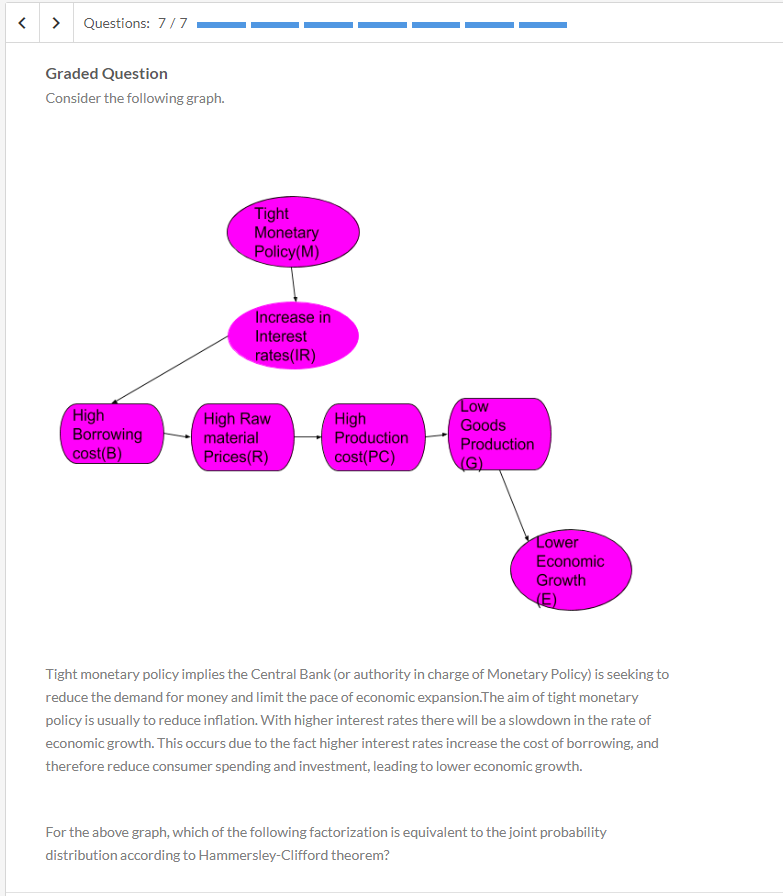 Questions: 7 / 7
Graded Question
Consider the following graph.
Tight
Monetary
Policy(M)
Increase in
Interest
rates(IR)
High
Borrowing
cost(B)
High Raw
material
Prices(R)
High
Production
cost(PC)
Low
Goods
Production
(G)
Lower
Economic
Growth
(E)
Tight monetary policy implies the Central Bank (or authority in charge of Monetary Policy) is seeking to
reduce the demand for money and limit the pace of economic expansion.The aim of tight monetary
policy is usually to reduce inflation. With higher interest rates there will be a slowdown in the rate of
economic growth. This occurs due to the fact higher interest rates increase the cost of borrowing, and
therefore reduce consumer spending and investment, leading to lower economic growth.
For the above graph, which of the following factorization is equivalent to the joint probability
distribution according to Hammersley-Clifford theorem?